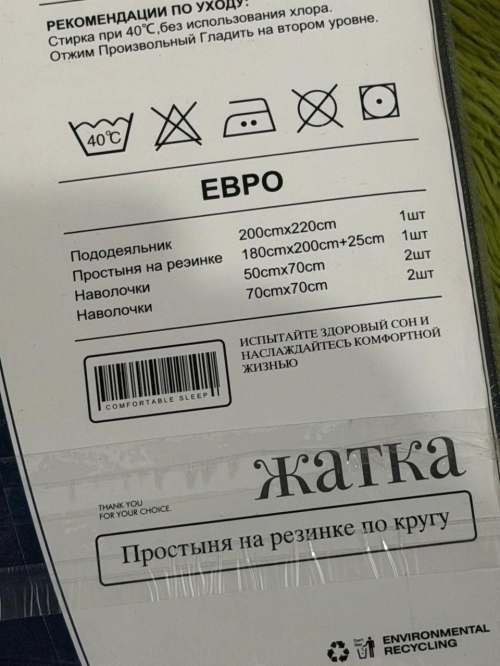 РЕКОМЕНДАЦИИ ПО УХОДУ:
Стирка при 40℃,без использования хлора.
Отжим Произвольный Гладить на втором уровне.
40℃
ЕВРО
Пододеяльник 200cmx220cm 1шт
Простыня на резинке 180cmx200cm+25cm 1шт
Наволочки 50cmx70cm 2шт
Наволочки 70cmx70cm 2шт
COMFORTABLE SLEEP
ИСПЫТАЙТЕ ЗДОРОВЫЙ СОН И
НАСЛАЖДАЙТЕСЬ КОМФОРТНОЙ
ЖИЗНЬЮ
THANK YOU
FOR YOUR CHOICE.
ЖАТКА
Простыня на резинке по кругу
ENVIRONMENTAL
RECYCLING